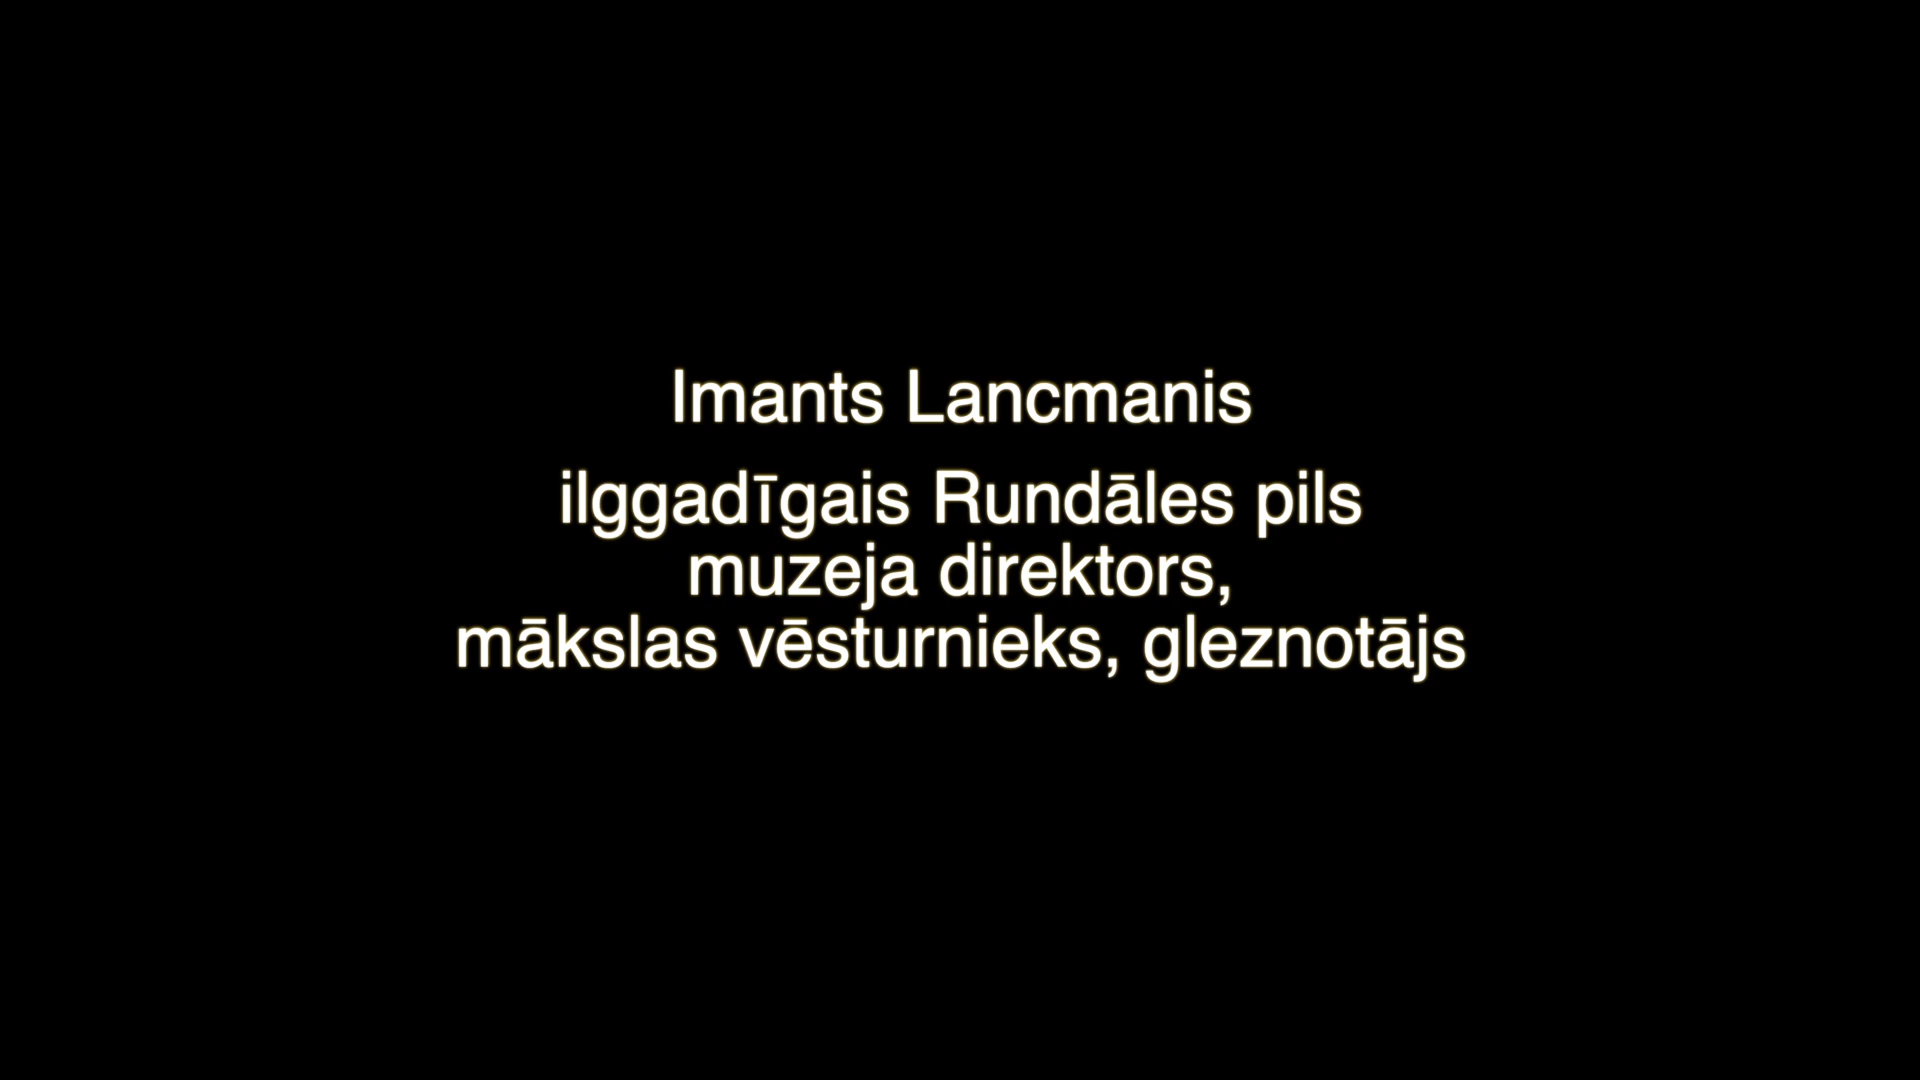 Imants Lancmanis
ilggadīgais Rundāles pils
muzeja direktors,
mākslas vēsturnieks, gleznotājs